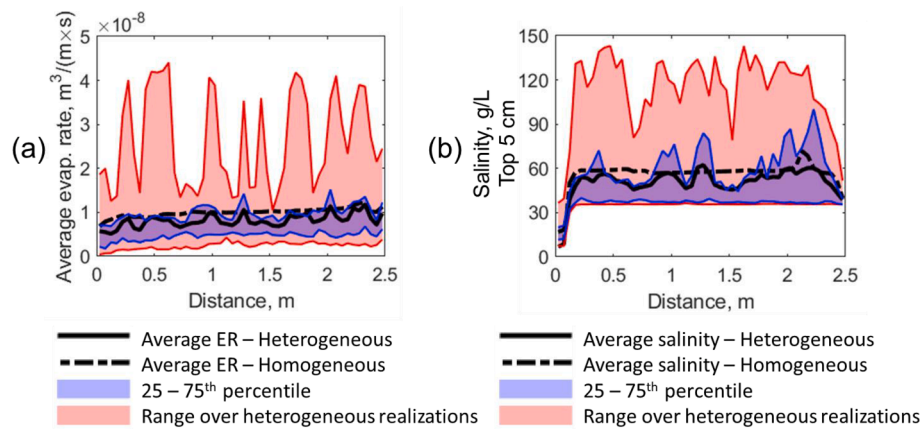 (a)
×10⁻⁸
Average evap. rate, m³/(m×s)
5
4
3
2
1
0
0 0.5 1 1.5 2 2.5
Distance, m
Average ER – Heterogeneous
Average ER – Homogeneous
25 – 75th percentile
Range over heterogeneous realizations
(b)
Salinity, g/L
Top 5 cm
150
120
90
60
30
0
0 0.5 1 1.5 2 2.5
Distance, m
Average salinity – Heterogeneous
Average salinity – Homogeneous
25 – 75th percentile
Range over heterogeneous realizations